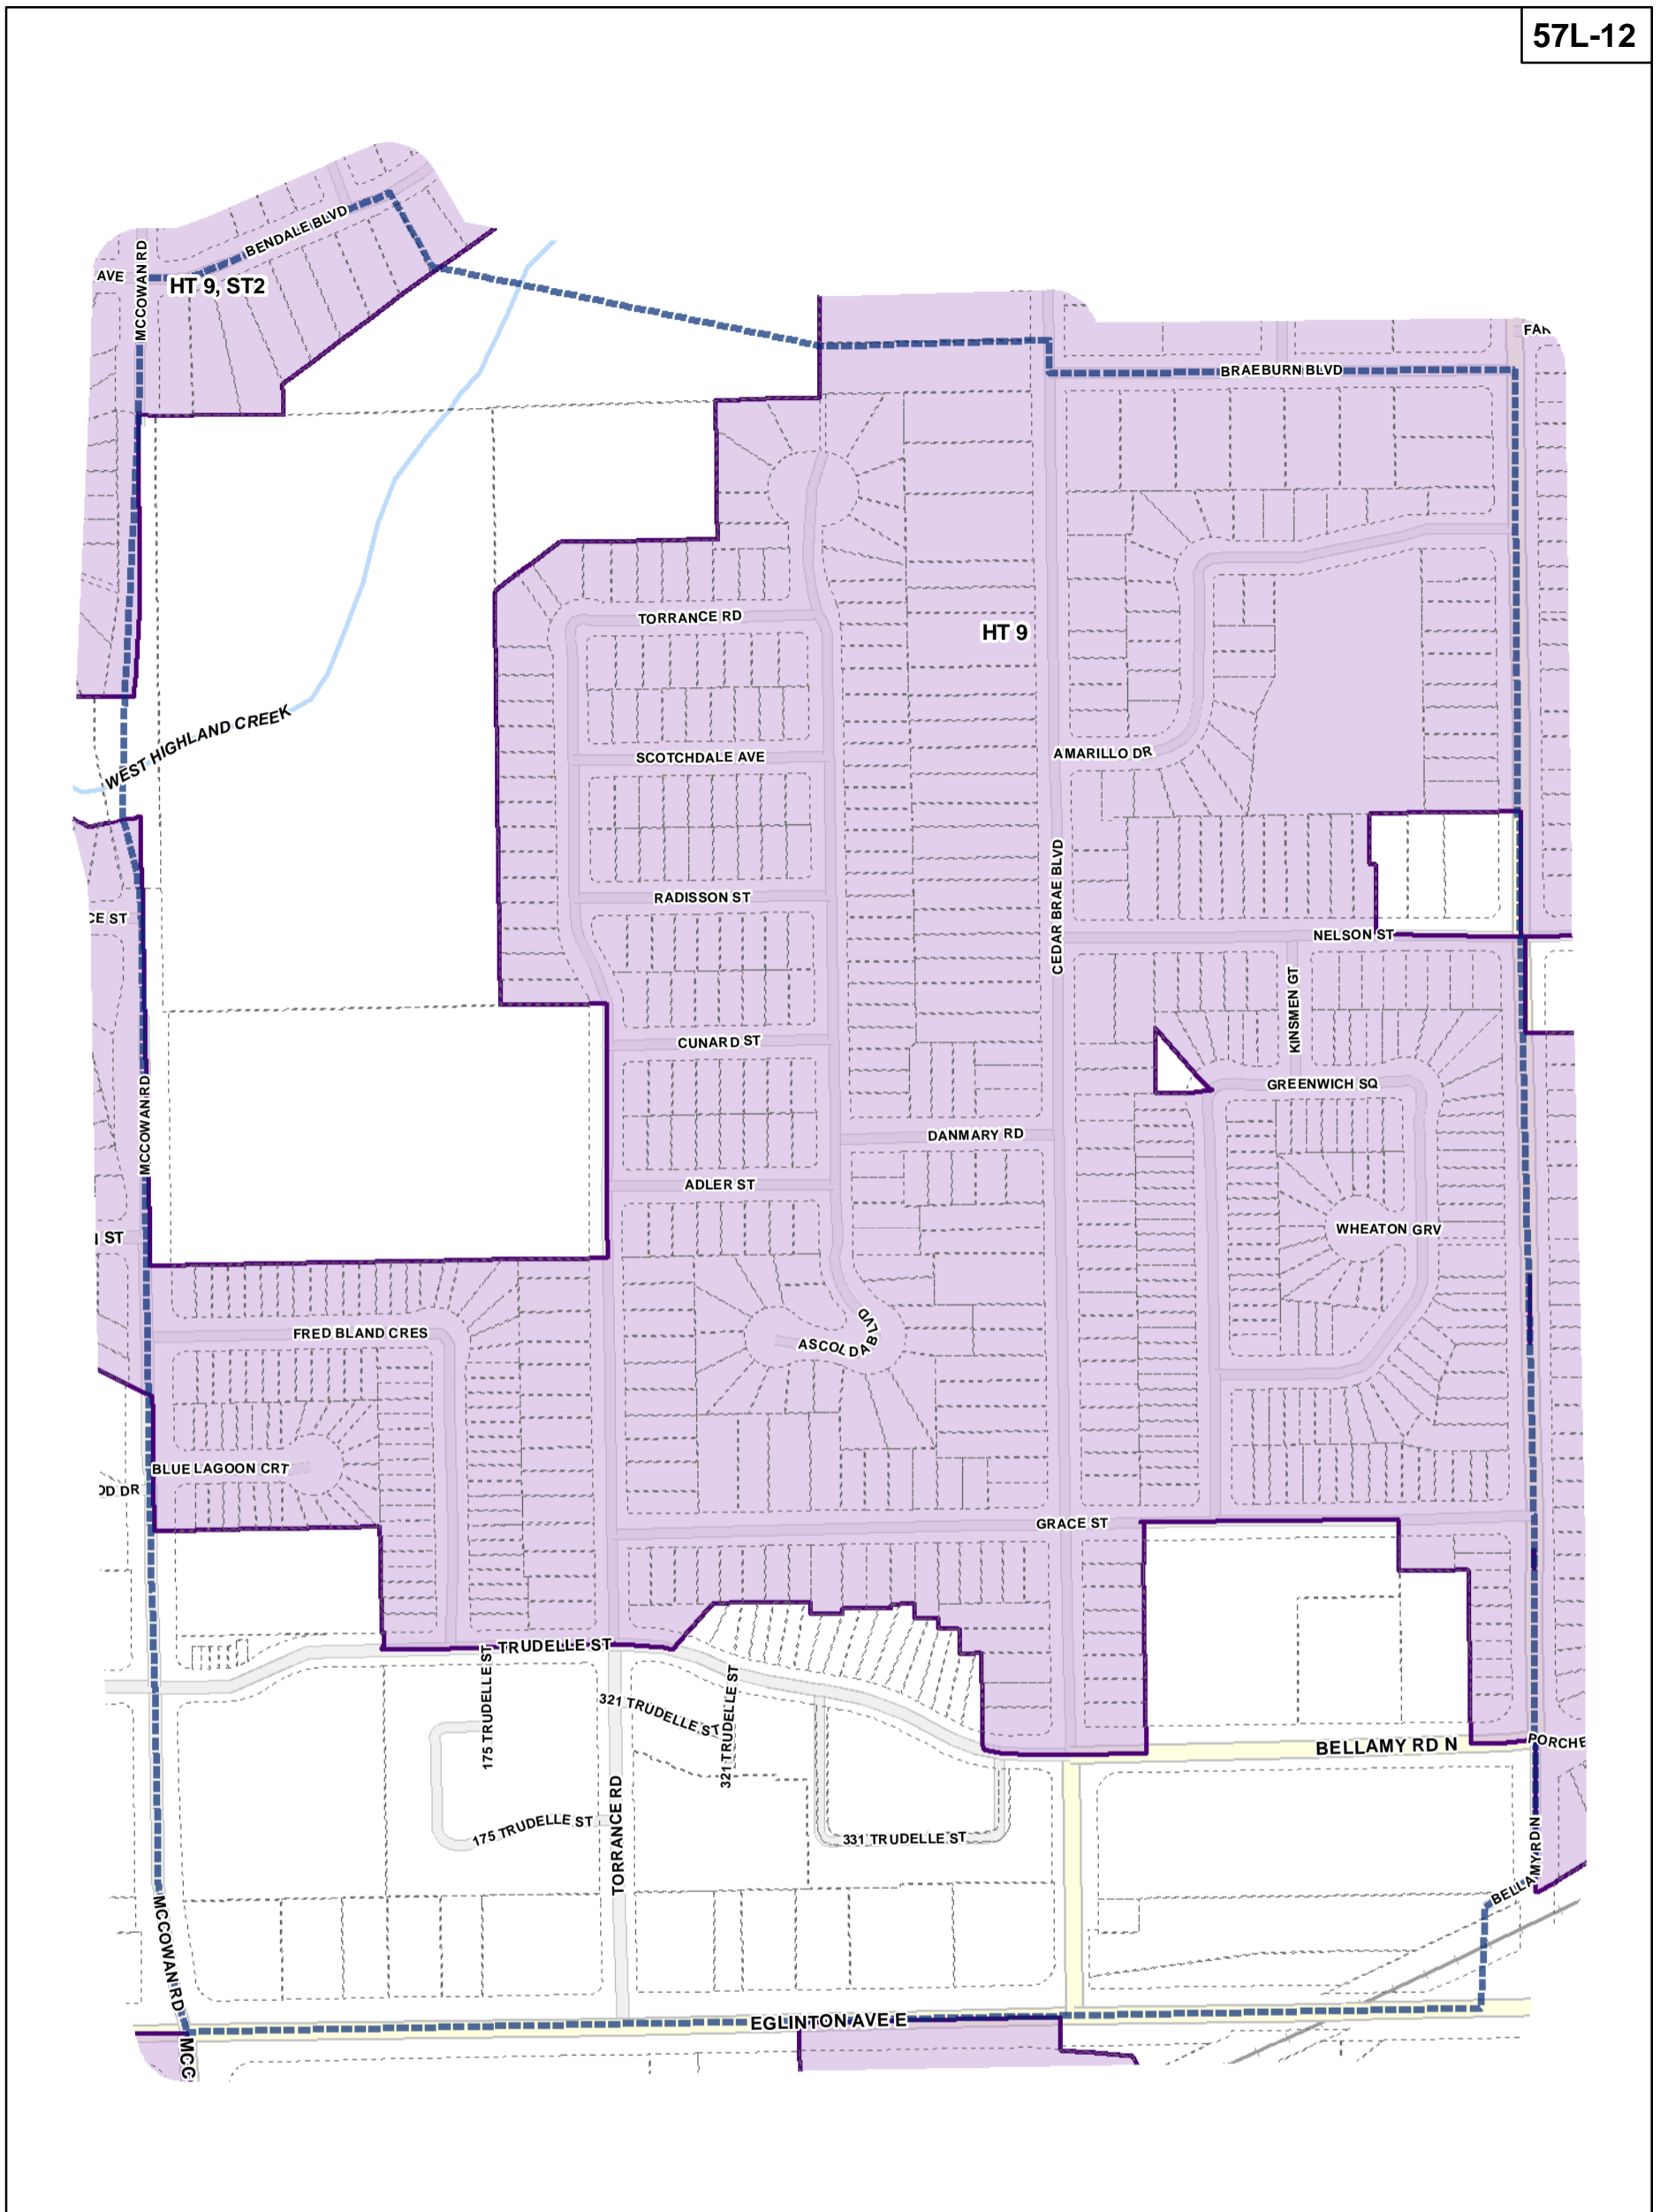 57L-12
BENDALE BLVD
AVE
MCCOWAN RD
HT 9, ST2
FAR
BRAEBURN BLVD
TORRANCE RD
HT 9
WEST HIGHLAND CREEK
SCOTCHDALE AVE
AMARILLO DR
RADISSON ST
CEDAR BRAE BLVD
CE ST
NELSON ST
KINSMEN GT
CUNARD ST
GREENWICH SQ
MCCOWAN RD
DANMARY RD
ADLER ST
WHEATON GRV
N ST
FRED BLAND CRES
ASCOLDA BLVD
BLUE LAGOON CRT
OD DR
GRACE ST
TRUDELLE ST
175 TRUDELLE ST
321 TRUDELLE ST
321 TRUDELLE ST
BELLAMY RD N
PORCHE
175 TRUDELLE ST
TORRANCE RD
331 TRUDELLE ST
BELLAMY RD N
MCCOWAN RD
EGLINTON AVE E
MCC